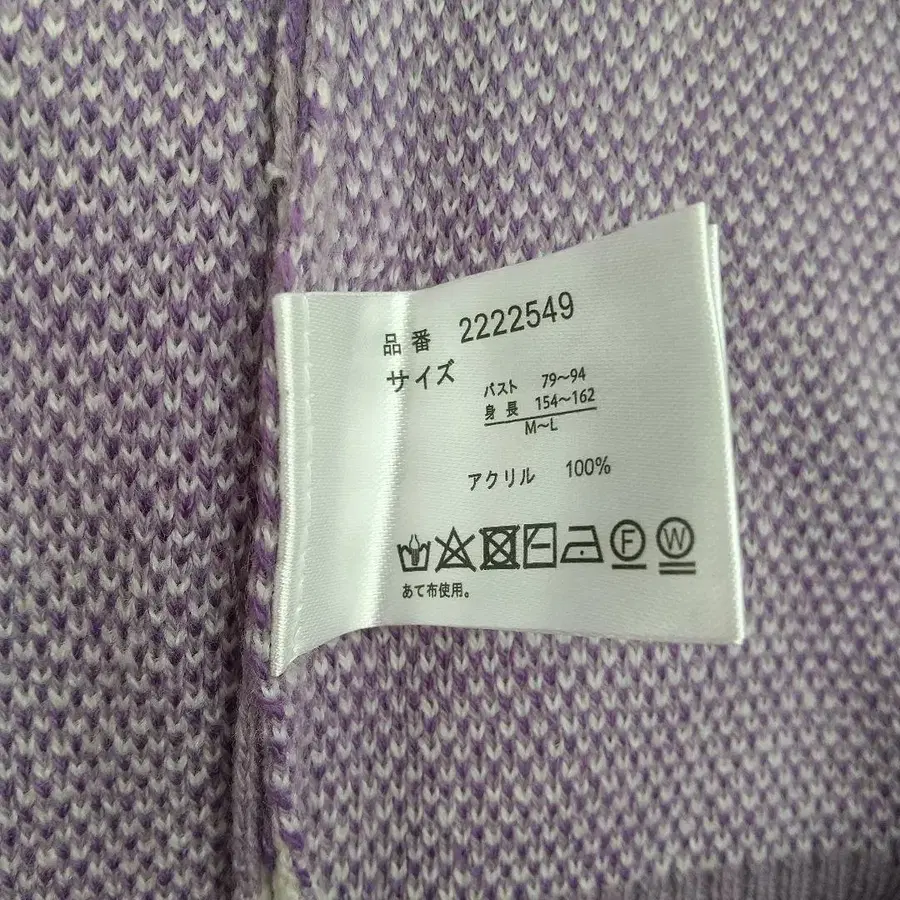 品番 2222549
サイズ
バスト 79〜94
身長 154〜162
M〜L
アクリル 100%
F W
あて布使用。